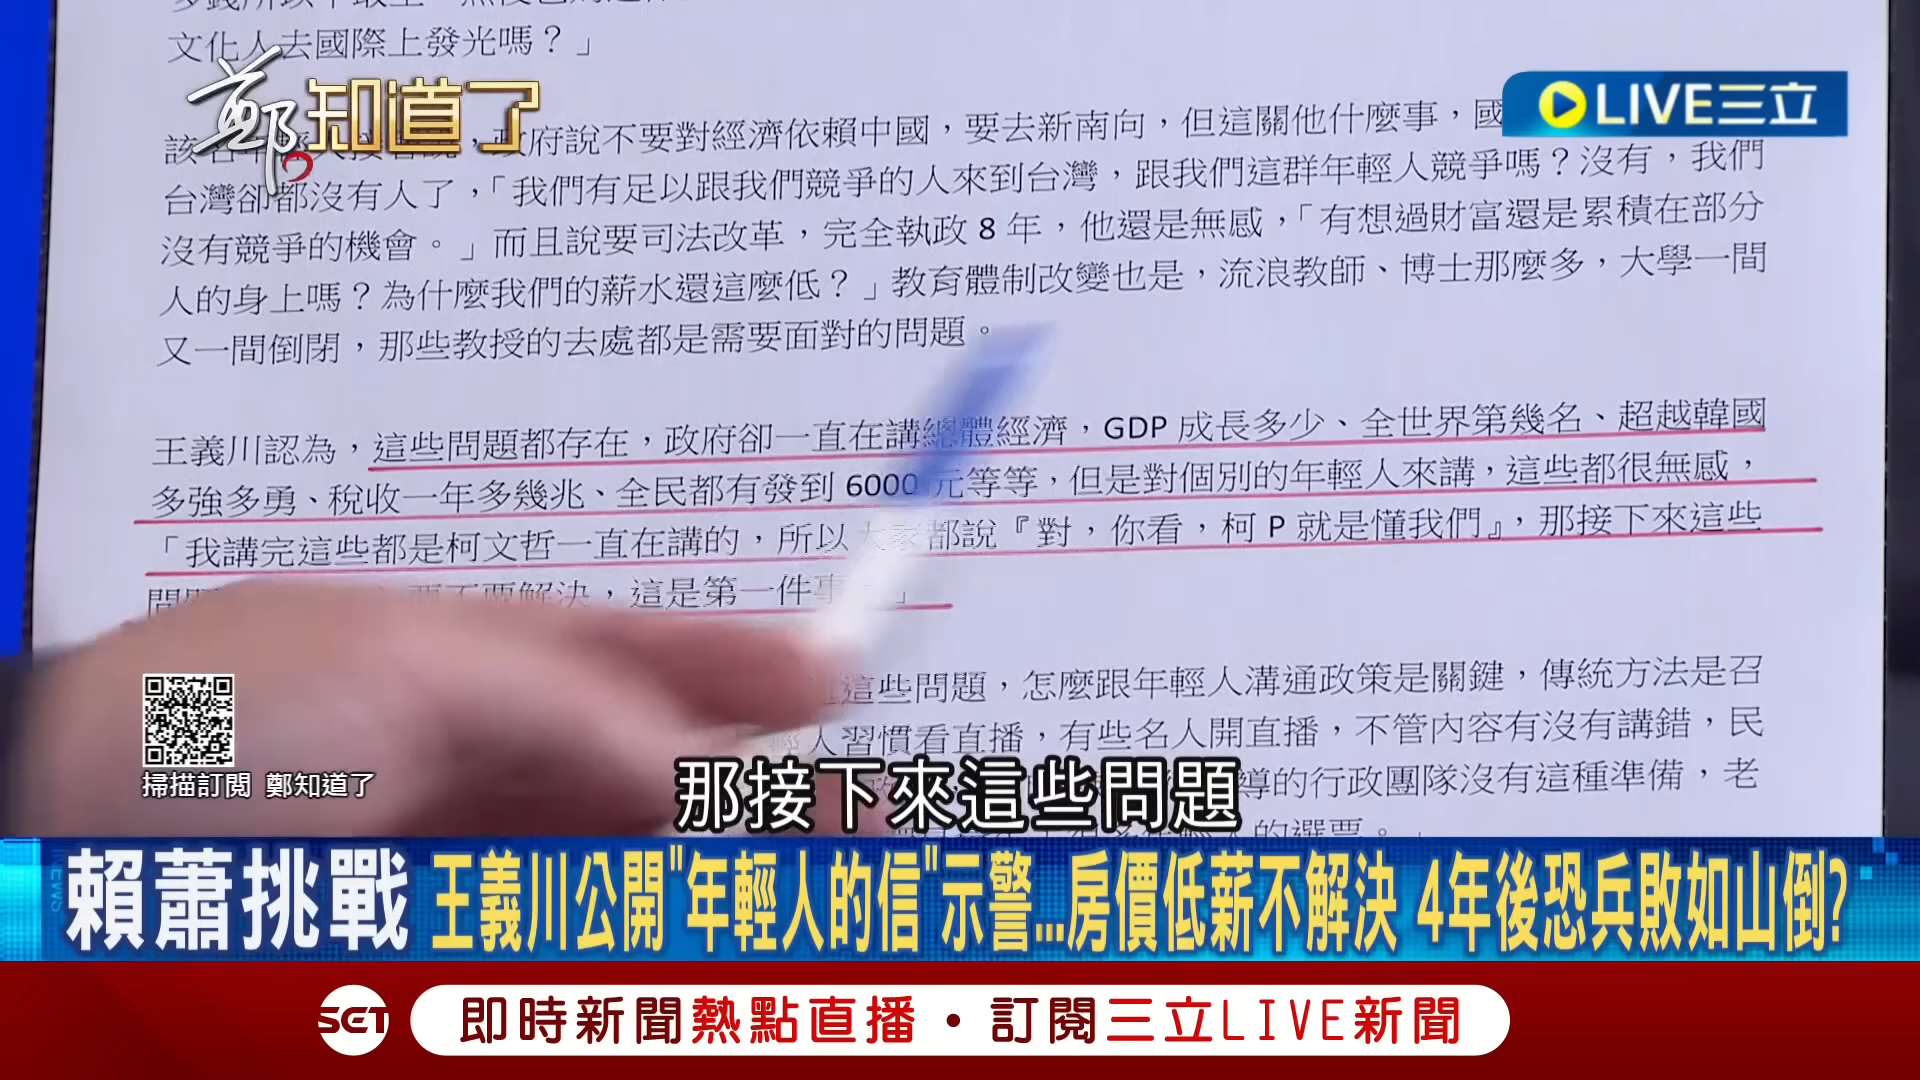 文化人去國際上發光嗎？」
鄭知道了
LIVE三立
政府說不要對經濟依賴中國，要去新南向，但這關他什麼事，國
台灣卻都沒有人了，「我們有足以跟我們競爭的人來到台灣，跟我們這群年輕人競爭嗎？沒有，我們
沒有競爭的機會。」而且說要司法改革，完全執政 8 年，他還是無感，「有想過財富還是累積在部分
人的身上嗎？為什麼我們的薪水還這麼低？」教育體制改變也是，流浪教師、博士那麼多，大學一間
又一間倒閉，那些教授的去處都是需要面對的問題。
王義川認為，這些問題都存在，政府卻一直在講總體經濟，GDP 成長多少、全世界第幾名、超越韓國
多強多勇、稅收一年多幾兆、全民都有發到 6000 元等等，但是對個別的年輕人來講，這些都很無感，
「我講完這些都是柯文哲一直在講的，所以大家都說『對，你看，柯 P 就是懂我們』，那接下來這些
要不要解決，這是第一件事」
這些問題，怎麼跟年輕人溝通政策是關鍵，傳統方法是召
人習慣看直播，有些名人開直播，不管內容有沒有講錯，民
導的行政團隊沒有這種準備，老
的選票。」
掃描訂閱 鄭知道了
那接下來這些問題
賴蕭挑戰
王義川公開"年輕人的信"示警...房價低薪不解決 4年後恐兵敗如山倒?
SET
即時新聞熱點直播・訂閱三立LIVE新聞